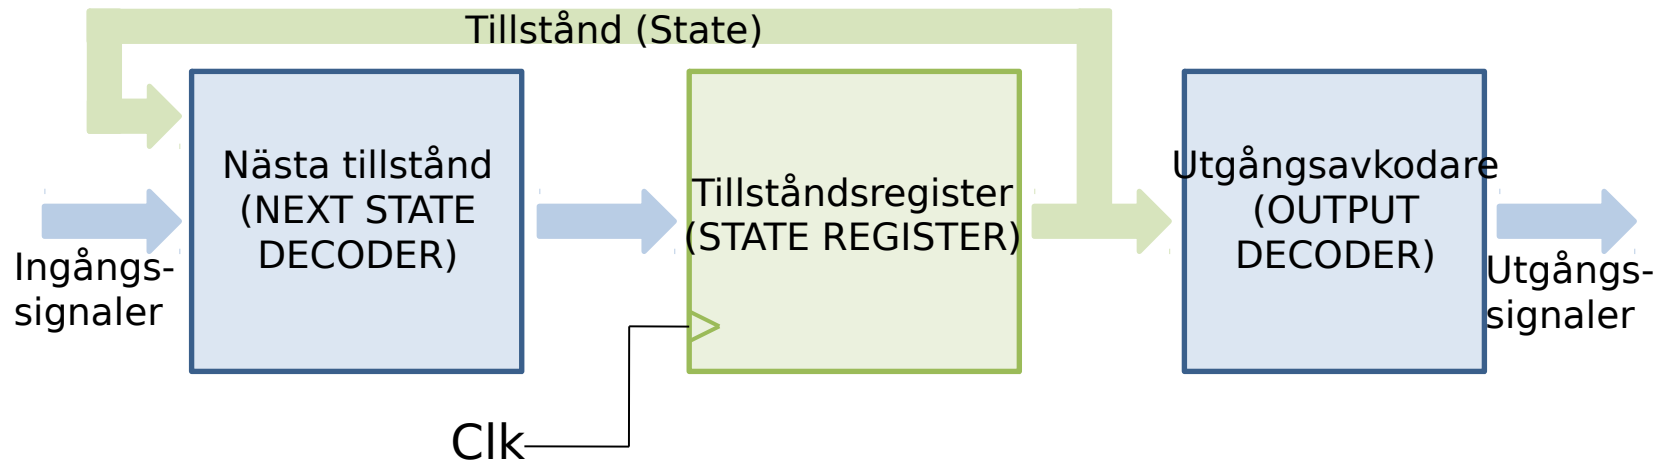 Tillstånd (State)
Nästa tillstånd
(NEXT STATE
DECODER)
Tillståndsregister
(STATE REGISTER)
Utgångsavkodare
(OUTPUT
DECODER)
Ingångs-
signaler
Utgångs-
signaler
Clk